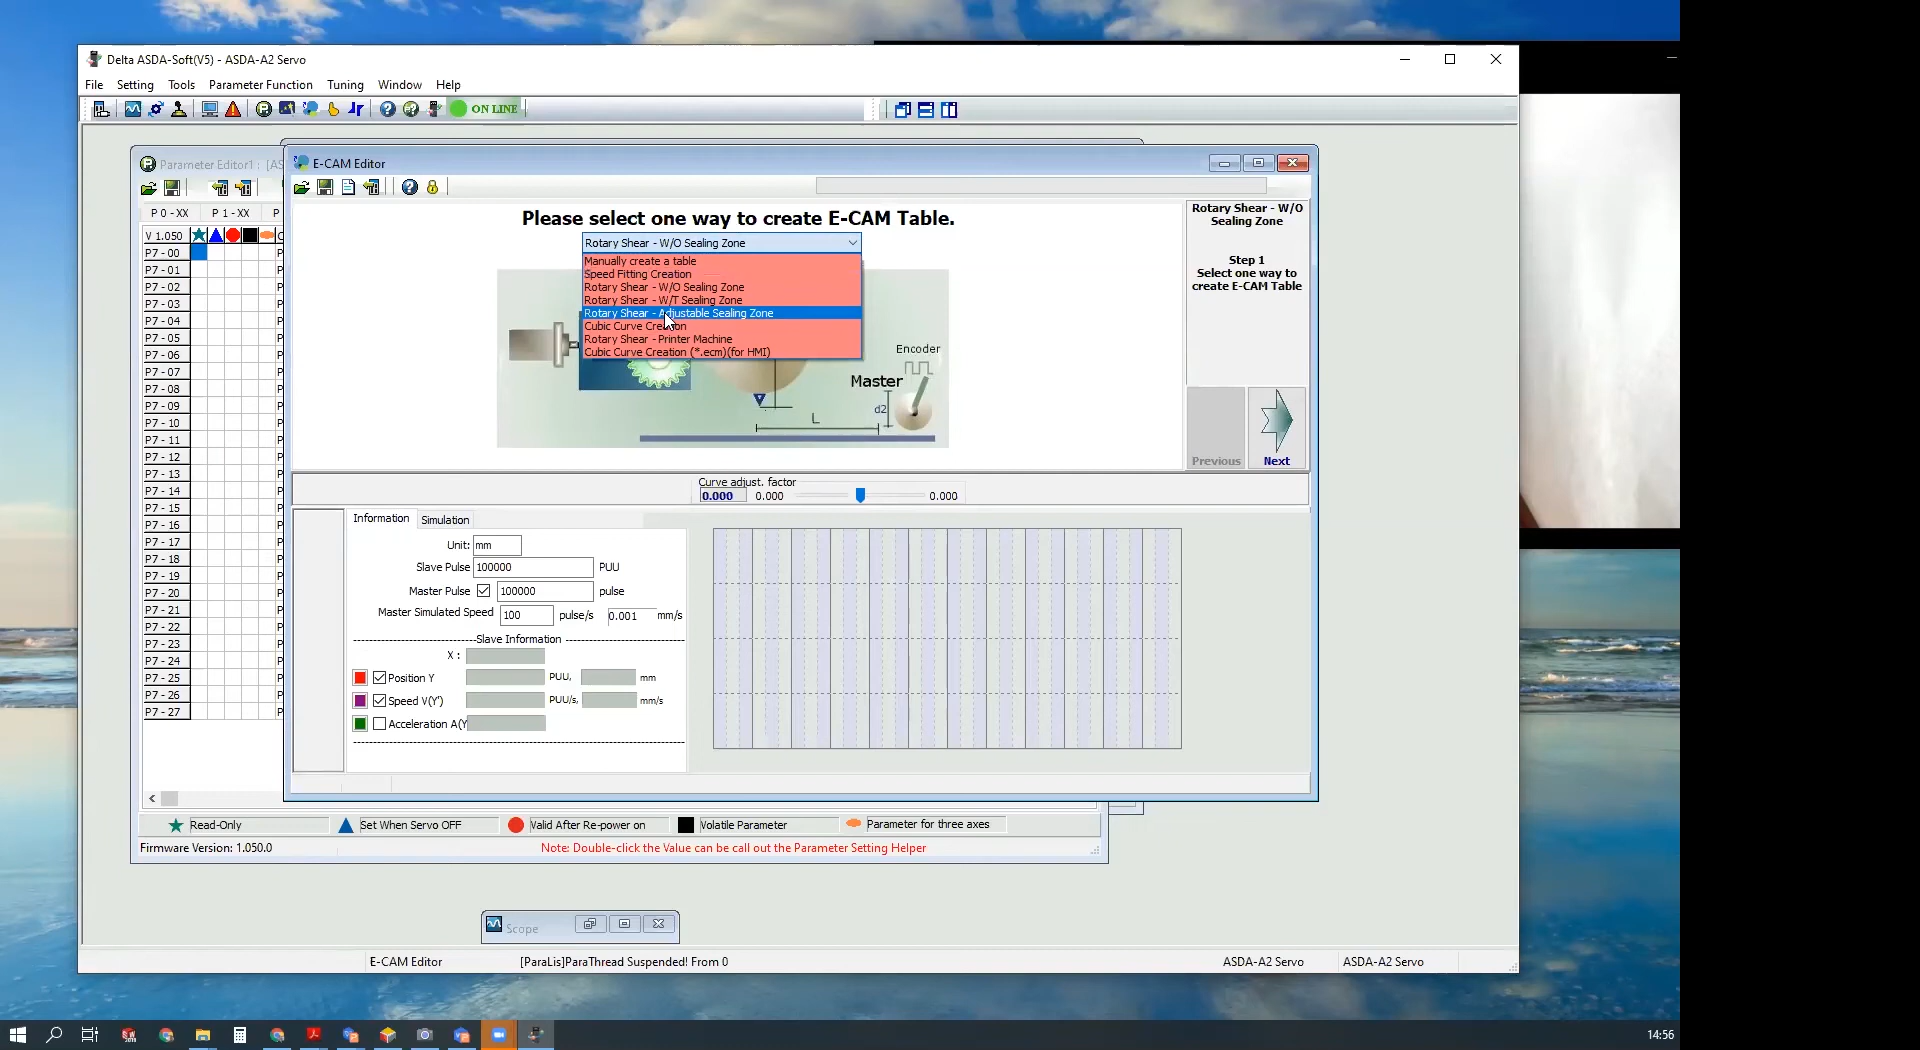 Delta ASDA-Soft(V5) - ASDA-A2 Servo
File Setting Tools Parameter Function Tuning Window Help
ON LINE
Parameter Editor1 : [AS
E-CAM Editor
P 0 - XX P 1 - XX P
V 1.050
P7 - 00
P7 - 01
P7 - 02
P7 - 03
P7 - 04
P7 - 05
P7 - 06
P7 - 07
P7 - 08
P7 - 09
P7 - 10
P7 - 11
P7 - 12
P7 - 13
P7 - 14
P7 - 15
P7 - 16
P7 - 17
P7 - 18
P7 - 19
P7 - 20
P7 - 21
P7 - 22
P7 - 23
P7 - 24
P7 - 25
P7 - 26
P7 - 27
Please select one way to create E-CAM Table.
Rotary Shear - W/O Sealing Zone
Manually create a table
Speed Fitting Creation
Rotary Shear - W/O Sealing Zone
Rotary Shear - W/T Sealing Zone
Rotary Shear - Adjustable Sealing Zone
Cubic Curve Creation
Rotary Shear - Printer Machine
Cubic Curve Creation (*.ecm)(for HMI)
Encoder
Master
d2
L
Rotary Shear - W/O
Sealing Zone
Step 1
Select one way to
create E-CAM Table
Previous
Next
Curve adjust. factor
0.000 0.000 0.000
Information Simulation
Unit: mm
Slave Pulse 100000 PUU
Master Pulse 100000 pulse
Master Simulated Speed 100 pulse/s 0.001 mm/s
Slave Information
X :
Position Y PUU, mm
Speed V(Y') PUU/s, mm/s
Acceleration A(Y
Read-Only Set When Servo OFF Valid After Re-power on Volatile Parameter Parameter for three axes
Firmware Version: 1.050.0 Note: Double-click the Value can be call out the Parameter Setting Helper
Scope
E-CAM Editor [ParaLis]ParaThread Suspended! From 0 ASDA-A2 Servo ASDA-A2 Servo
14:56